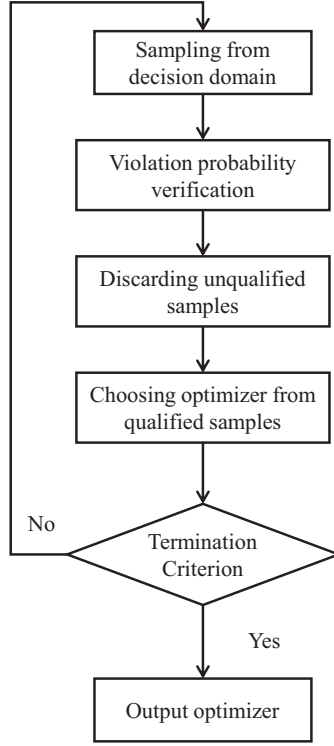 Sampling from
decision domain
Violation probability
verification
Discarding unqualified
samples
Choosing optimizer from
qualified samples
No
Termination
Criterion
Yes
Output optimizer